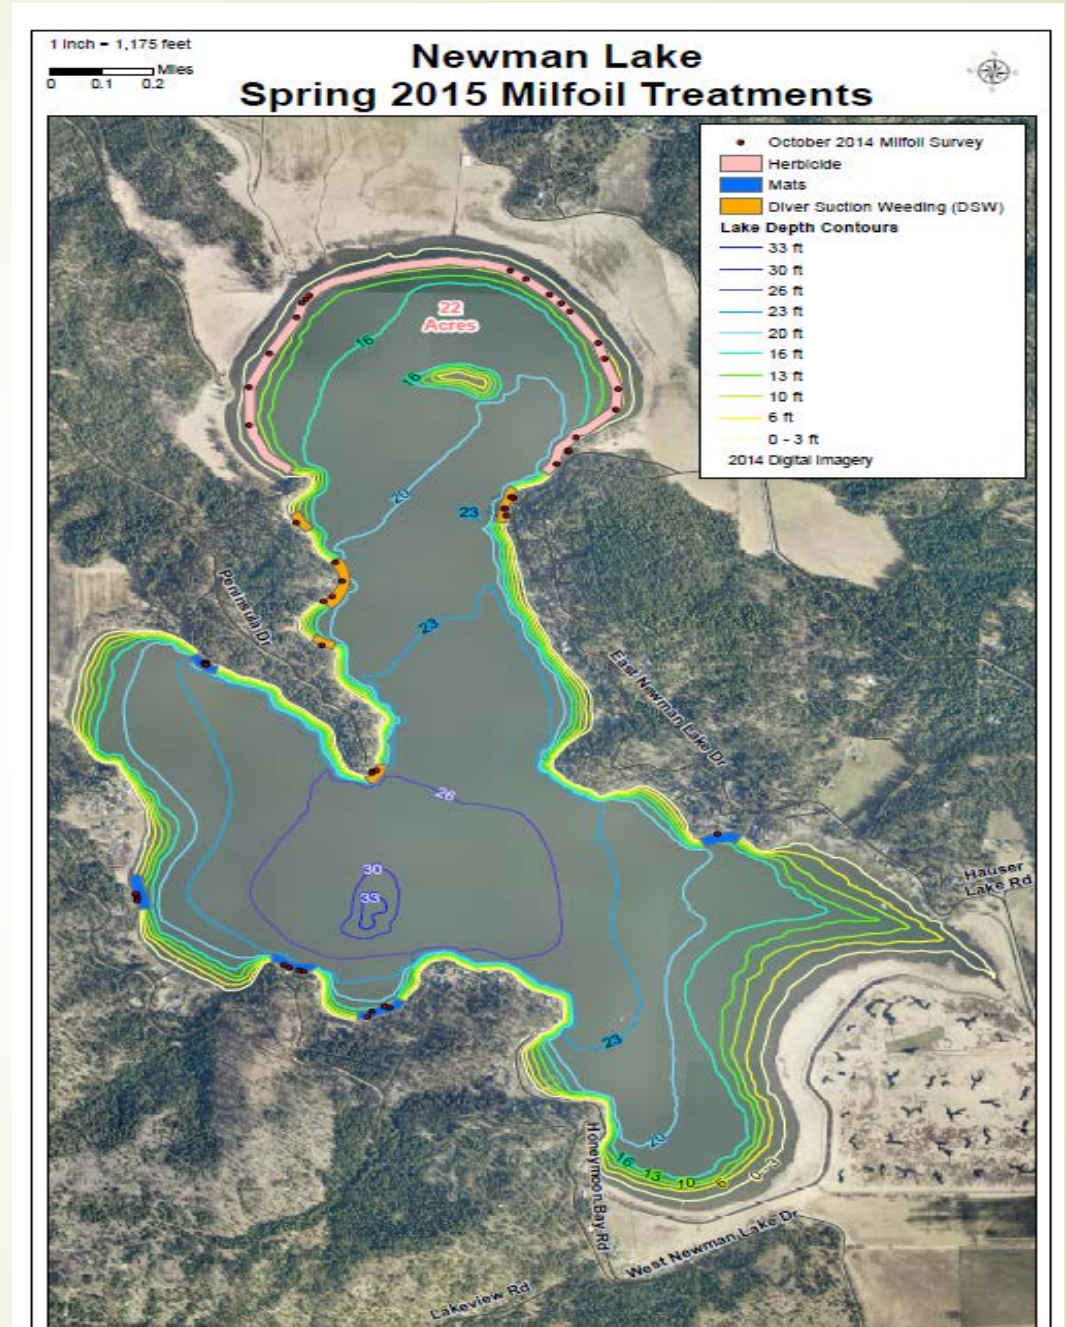 1 inch = 1,175 feet
Miles
0 0.1 0.2
Newman Lake
Spring 2015 Milfoil Treatments
October 2014 Milfoil Survey
Herbicide
Mats
Diver Suction Weeding (DSW)
Lake Depth Contours
33 ft
30 ft
26 ft
23 ft
20 ft
16 ft
13 ft
10 ft
6 ft
0 - 3 ft
2014 Digital Imagery
22
Acres
16
16
20
23
23
Peninsula Dr
East Newman Lake Dr
26
30
33
Hauser
Lake Rd
23
20
16
13
10
6
0 - 3
Honeymoon Bay Rd
West Newman Lake Dr
Lakeview Rd